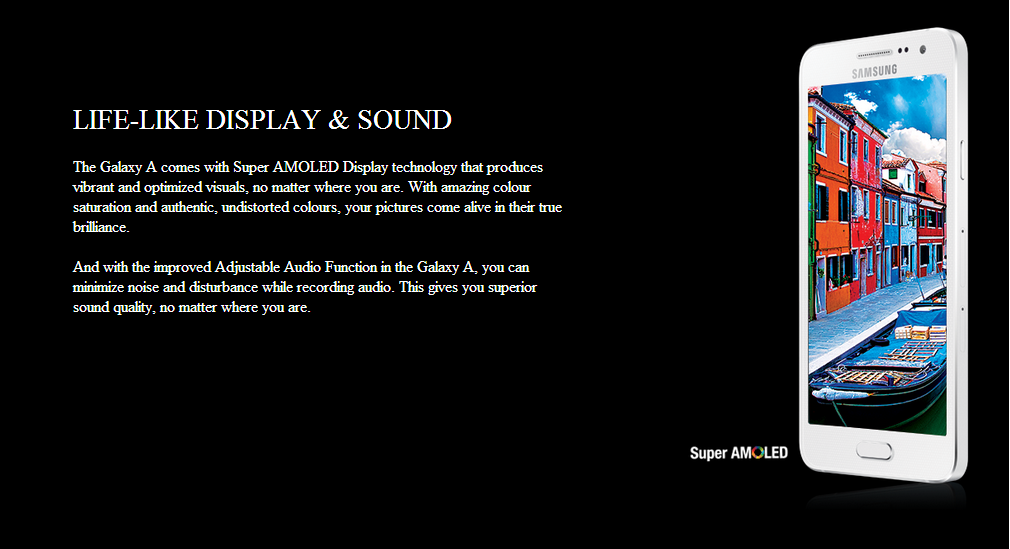 LIFE-LIKE DISPLAY & SOUND
The Galaxy A comes with Super AMOLED Display technology that produces
vibrant and optimized visuals, no matter where you are. With amazing colour
saturation and authentic, undistorted colours, your pictures come alive in their true
brilliance.
And with the improved Adjustable Audio Function in the Galaxy A, you can
minimize noise and disturbance while recording audio. This gives you superior
sound quality, no matter where you are.
SAMSUNG
Super AMOLED